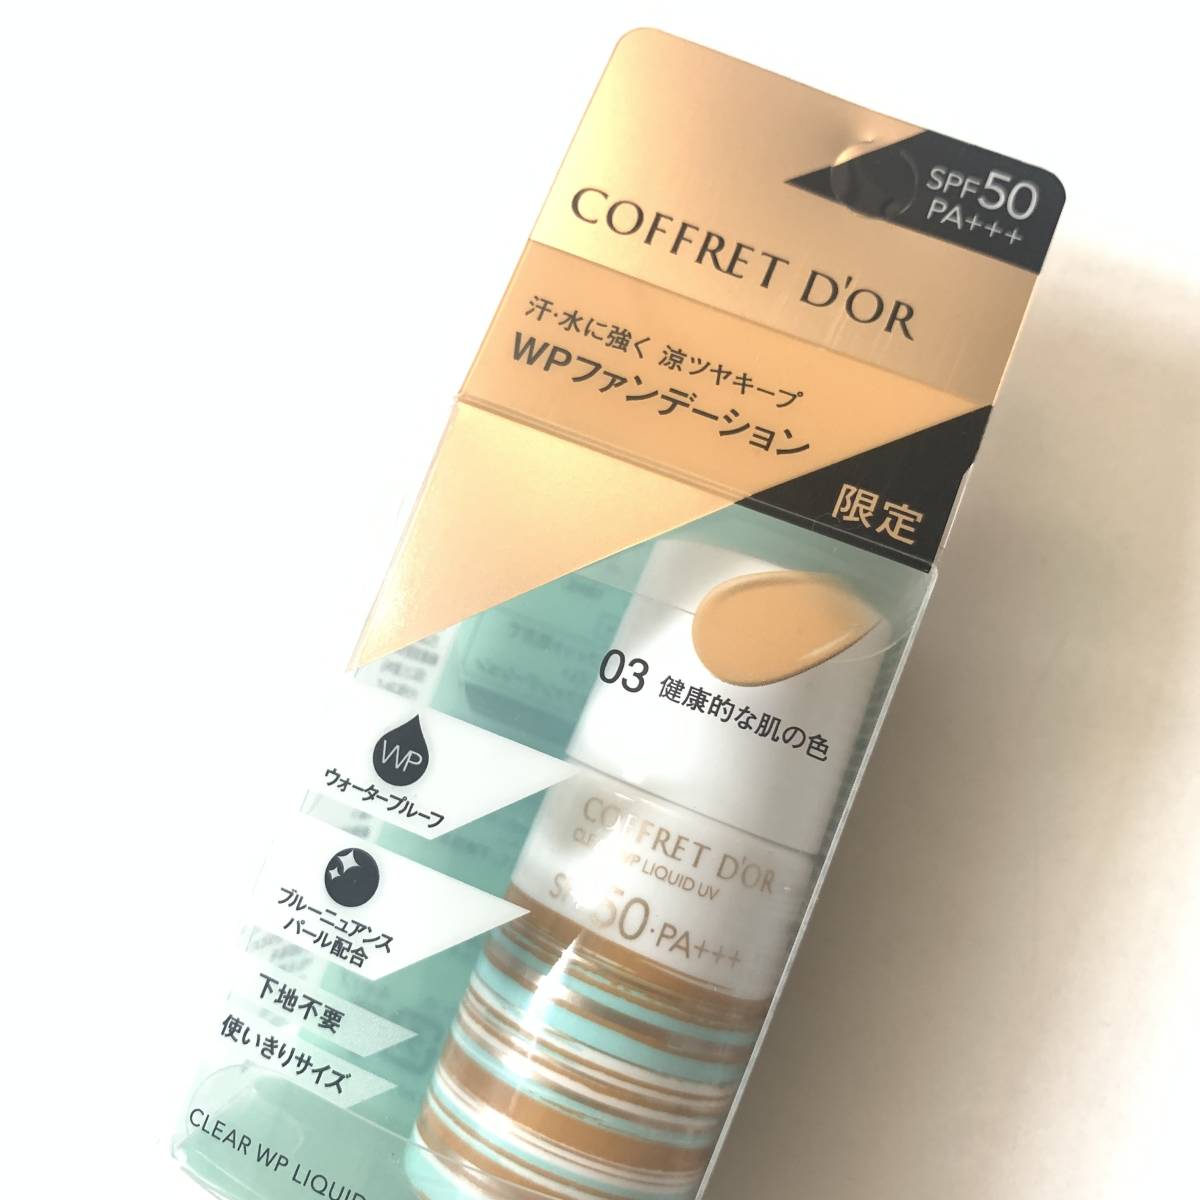 SPF50
PA+++
COFFRET D'OR
汗・水に強く 涼ツヤキープ
WPファンデーション
限定
03 健康的な肌の色
WP
ウォータープルーフ
COFFRET D'OR
CLEAR WP LIQUID UV
SPF50・PA+++
ブルーニュアンス
パール配合
下地不要
使いきりサイズ
CLEAR WP LIQUID